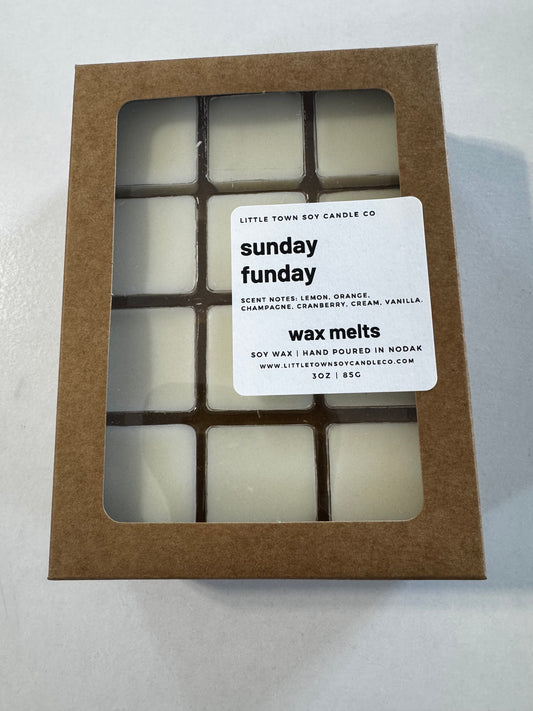 LITTLE TOWN SOY CANDLE CO
sunday
funday
SCENT NOTES: LEMON, ORANGE,
CHAMPAGNE, CRANBERRY, CREAM, VANILLA.
wax melts
SOY WAX | HAND POURED IN NODAK
WWW.LITTLETOWNSOYCANDLECO.COM
3OZ | 85G